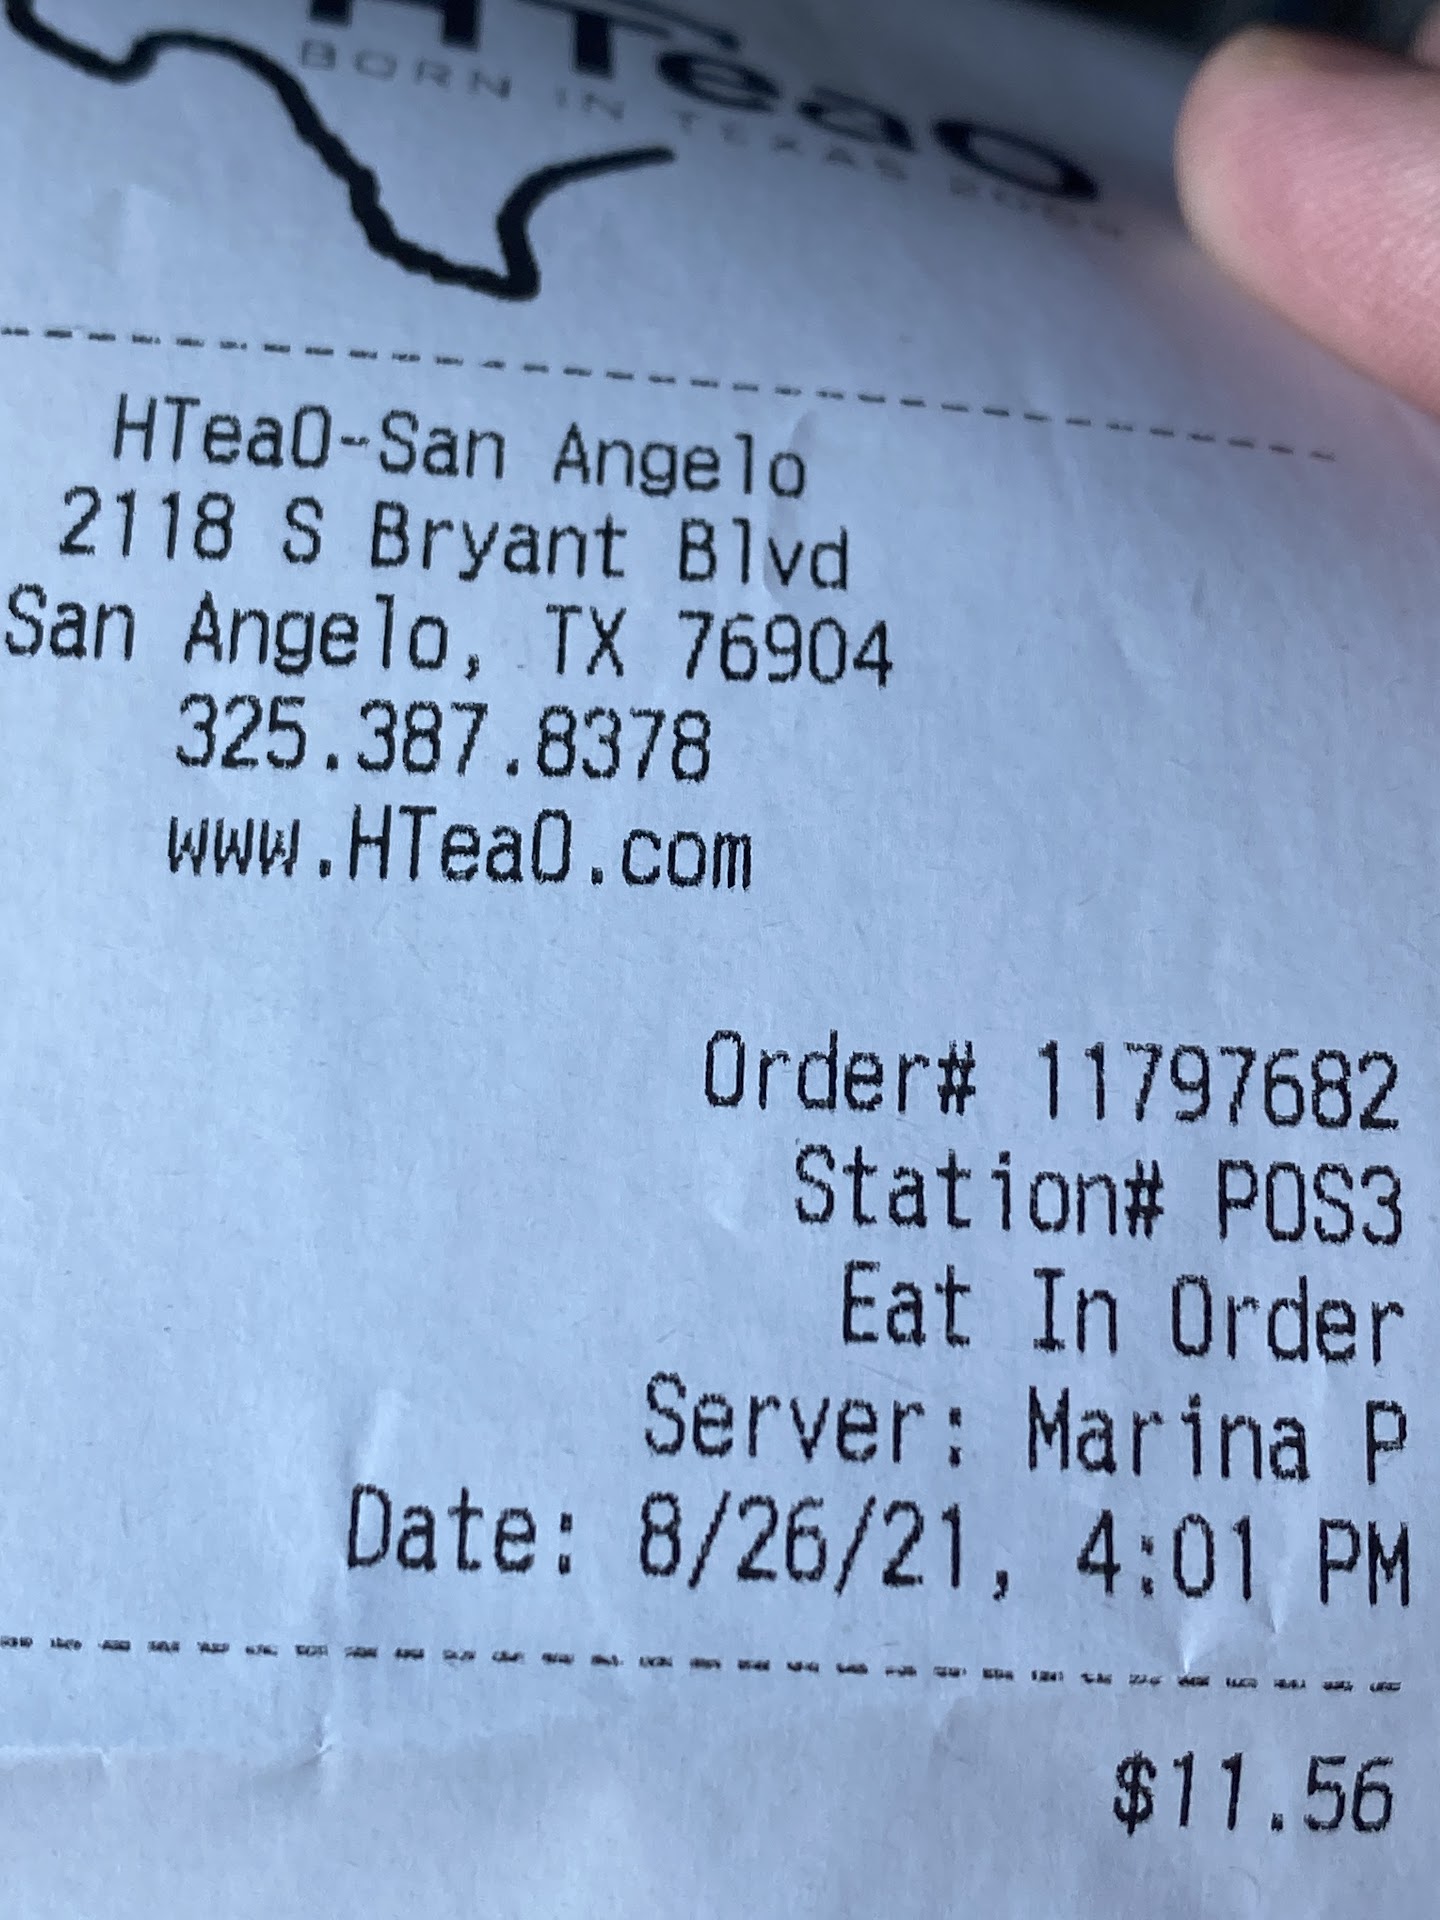 HTeaO
BORN IN TEXAS
HTeaO-San Angelo
2118 S Bryant Blvd
San Angelo, TX 76904
325.387.8378
www.HTeaO.com
Order# 11797682
Station# POS3
Eat In Order
Server: Marina P
Date: 8/26/21, 4:01 PM
$11.56